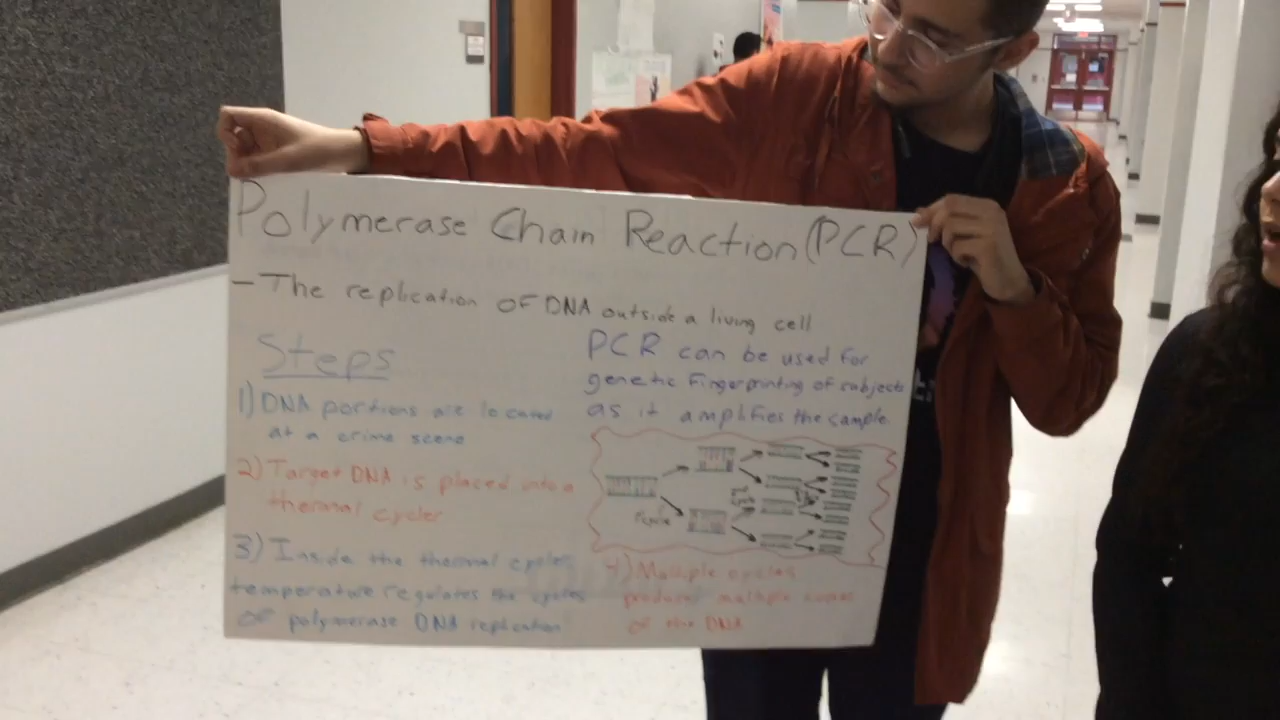 Polymerase Chain Reaction (PCR)
- The replication of DNA outside a living cell
Steps
1) DNA portions are located
at a crime scene
2) Target DNA is placed into a
thermal cycler
3) Inside the thermal cycler,
temperature regulates the cycles
of polymerase DNA replication
PCR can be used for
genetic fingerprinting of subjects
as it amplifies the sample.
4) Multiple cycles
produce multiple copies
of the DNA